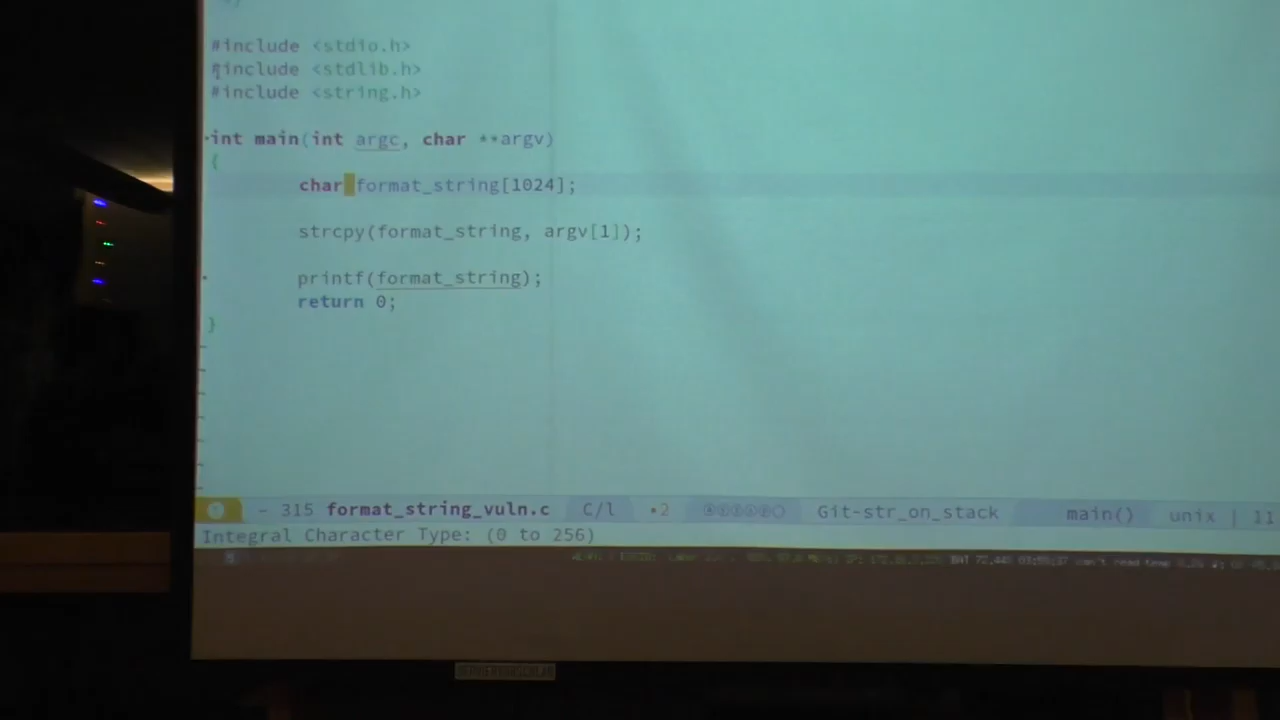 */
#include <stdio.h>
#include <stdlib.h>
#include <string.h>
int main(int argc, char **argv)
{
char format_string[1024];
strcpy(format_string, argv[1]);
printf(format_string);
return 0;
}
- 315 format_string_vuln.c C/l •2 Git-str_on_stack main() unix | 11
Integral Character Type: (0 to 256)